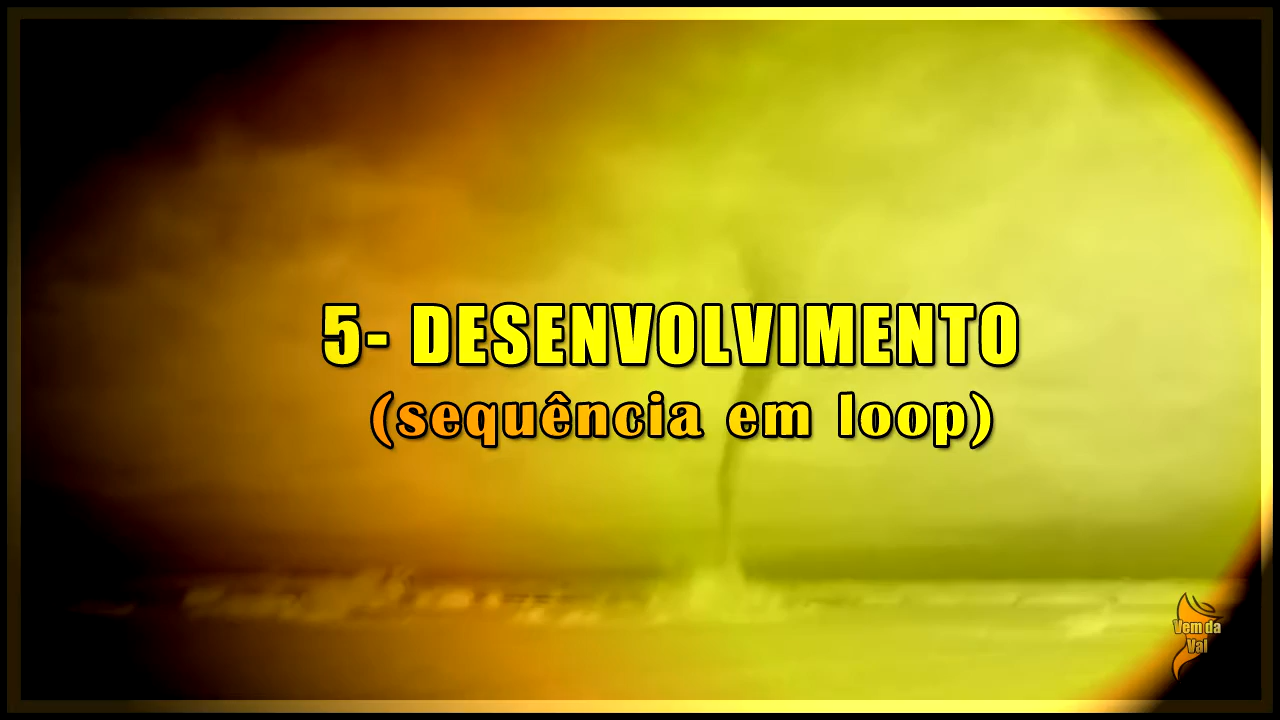 5- DESENVOLVIMENTO
(sequência em loop)
Vem da
Val